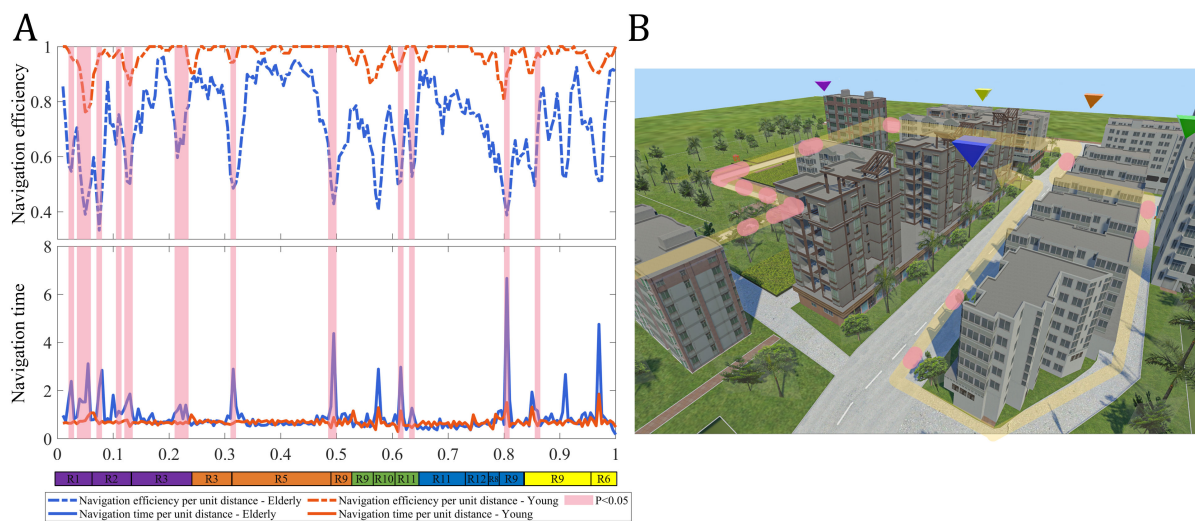 A
B
Navigation efficiency
1
0.8
0.6
0.4
Navigation time
8
6
4
2
0
0 0.1 0.2 0.3 0.4 0.5 0.6 0.7 0.8 0.9 1
R1 R2 R3 R3 R5 R9 R9 R10 R11 R11 R12 R8 R9 R9 R6
Navigation efficiency per unit distance - Elderly Navigation efficiency per unit distance - Young P<0.05
Navigation time per unit distance - Elderly Navigation time per unit distance - Young